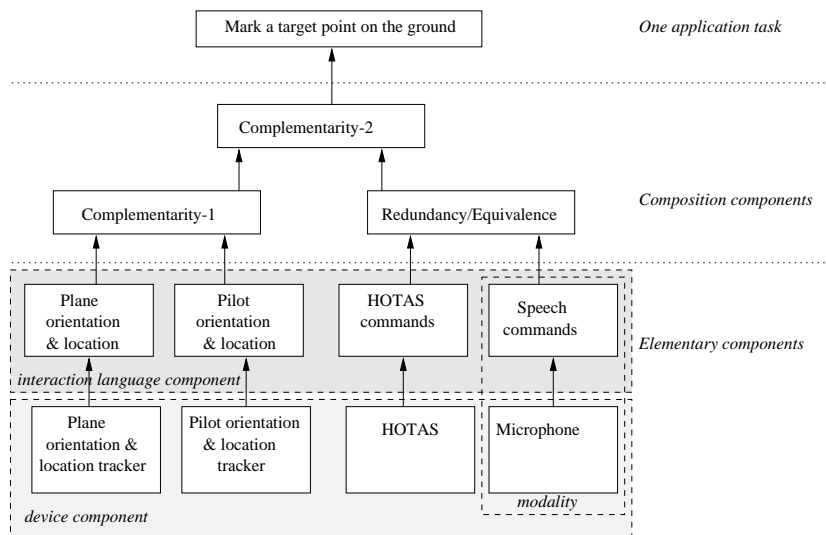 Mark a target point on the ground
One application task
Complementarity-2
Complementarity-1
Redundancy/Equivalence
Composition components
Plane
orientation
& location
Pilot
orientation
& location
HOTAS
commands
Speech
commands
Elementary components
interaction language component
Plane
orientation &
location tracker
Pilot orientation
& location
tracker
HOTAS
Microphone
modality
device component